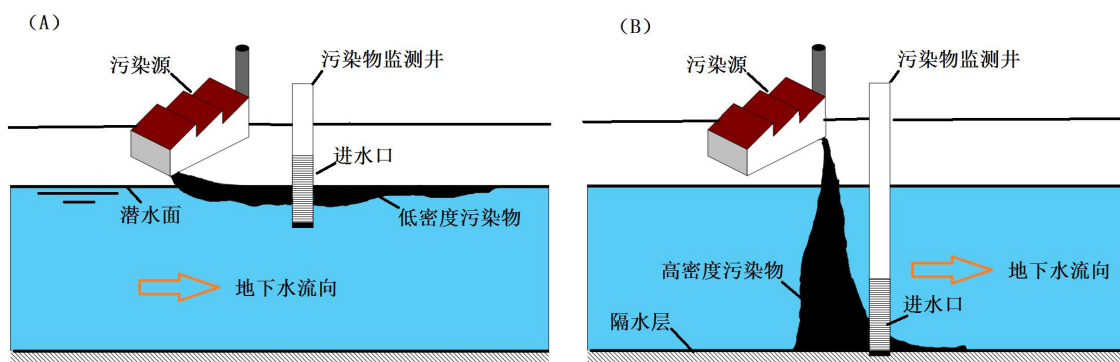 （A）
污染源
污染物监测井
进水口
潜水面
低密度污染物
地下水流向
（B）
污染源
污染物监测井
高密度污染物
地下水流向
进水口
隔水层